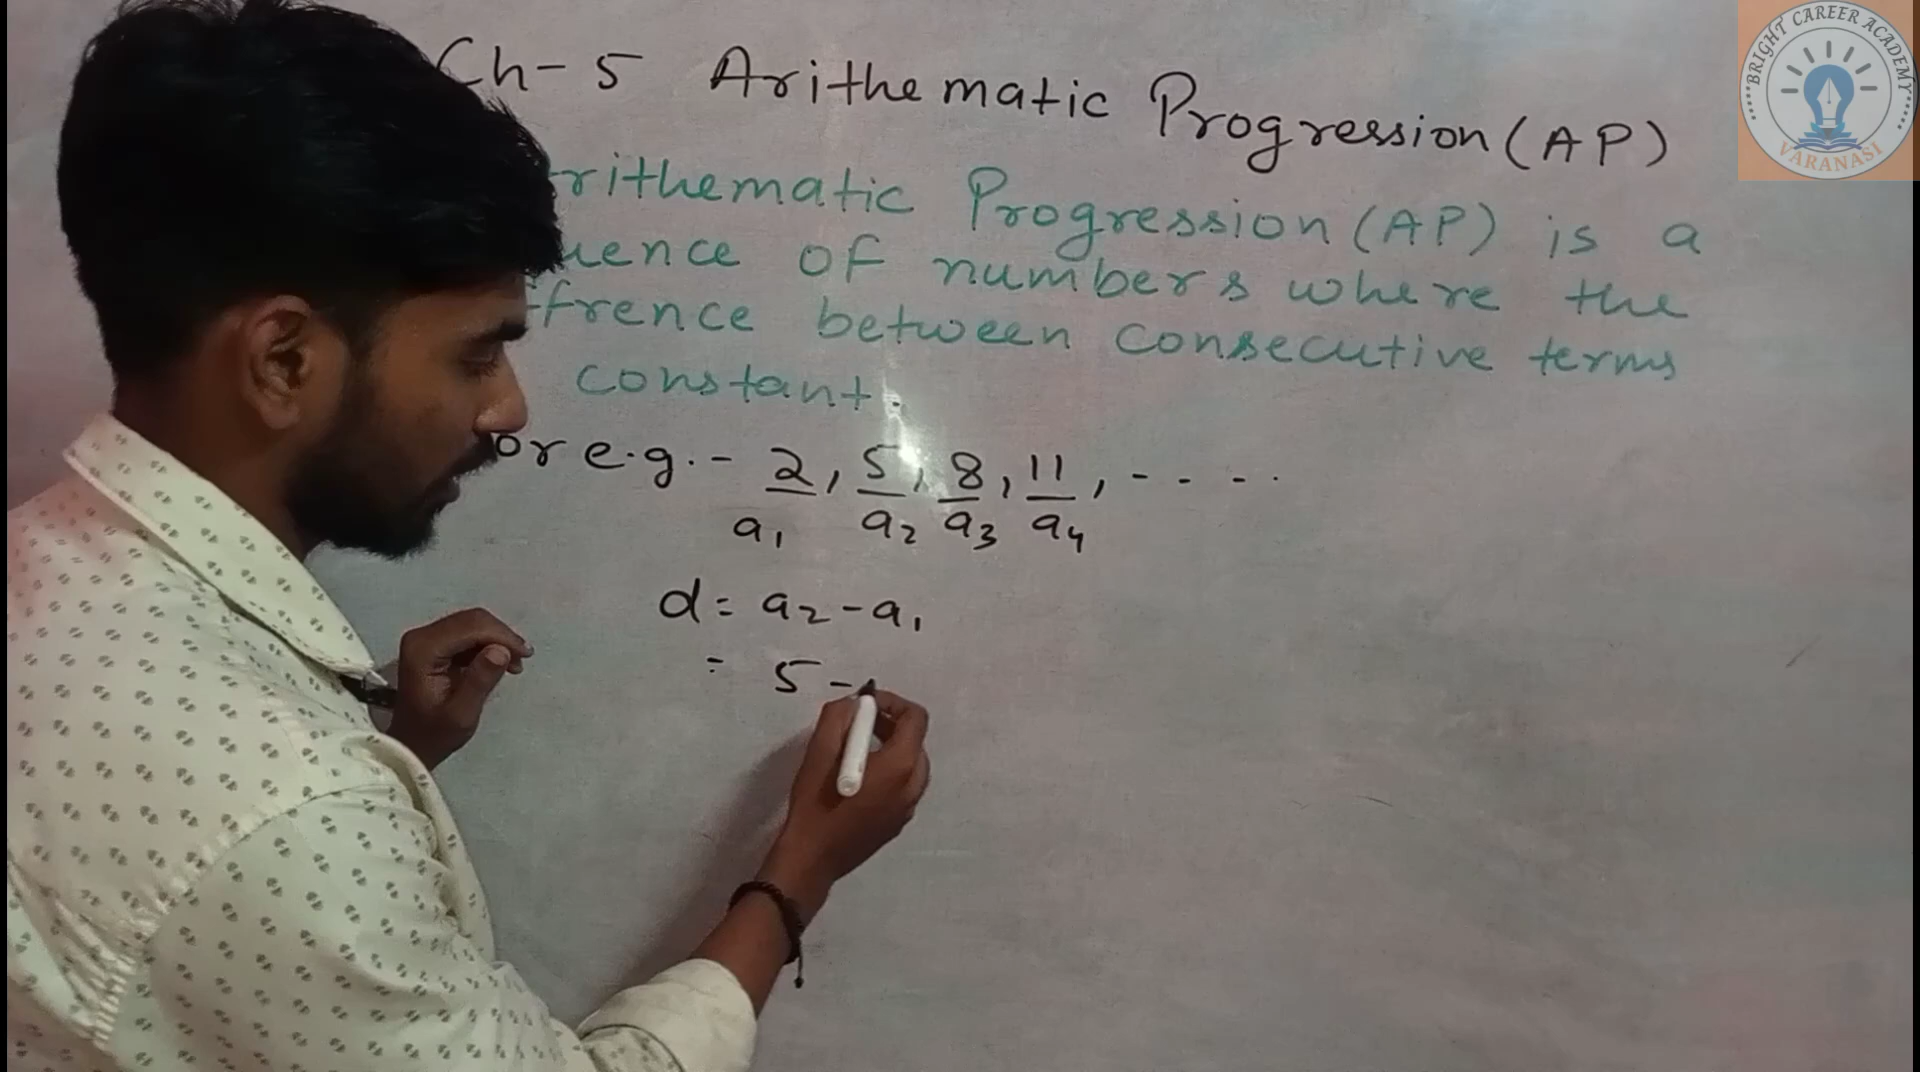 Ch-5 Arithematic Progression (AP)
rithematic Progression (AP) is a
uence of numbers where the
ffrence between consecutive terms
constant.
or e.g.- 2, 5, 8, 11, - - - -
a1 a2 a3 a4
d = a2 - a1
= 5 -
BRIGHT CAREER ACADEMY
VARANASI